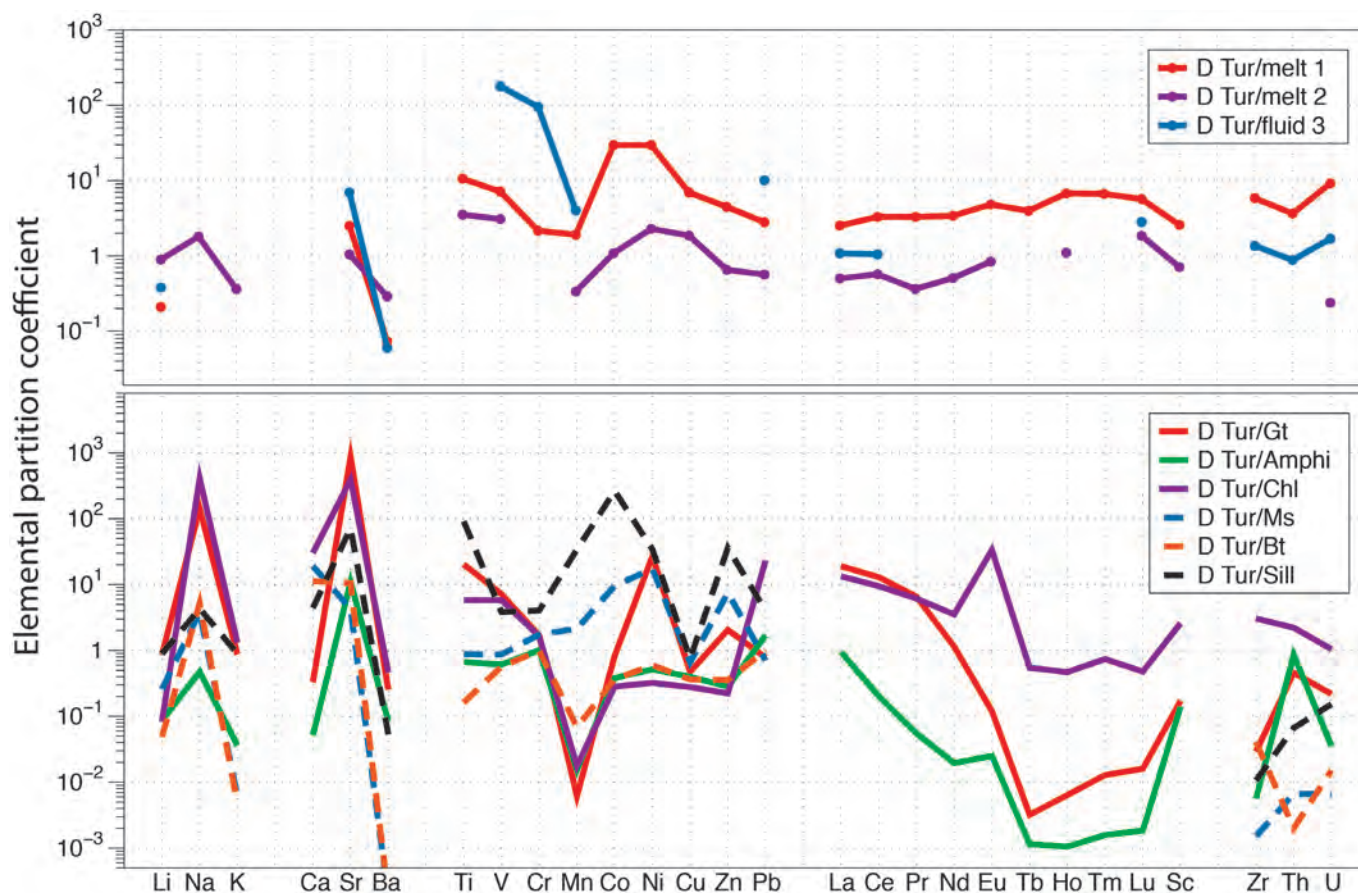 Elemental partition coefficient
10³
10²
10¹
1
10⁻¹
D Tur/melt 1
D Tur/melt 2
D Tur/fluid 3
10³
10²
10¹
1
10⁻¹
10⁻²
10⁻³
D Tur/Gt
D Tur/Amphi
D Tur/Chl
D Tur/Ms
D Tur/Bt
D Tur/Sill
Li Na K Ca Sr Ba Ti V Cr Mn Co Ni Cu Zn Pb La Ce Pr Nd Eu Tb Ho Tm Lu Sc Zr Th U